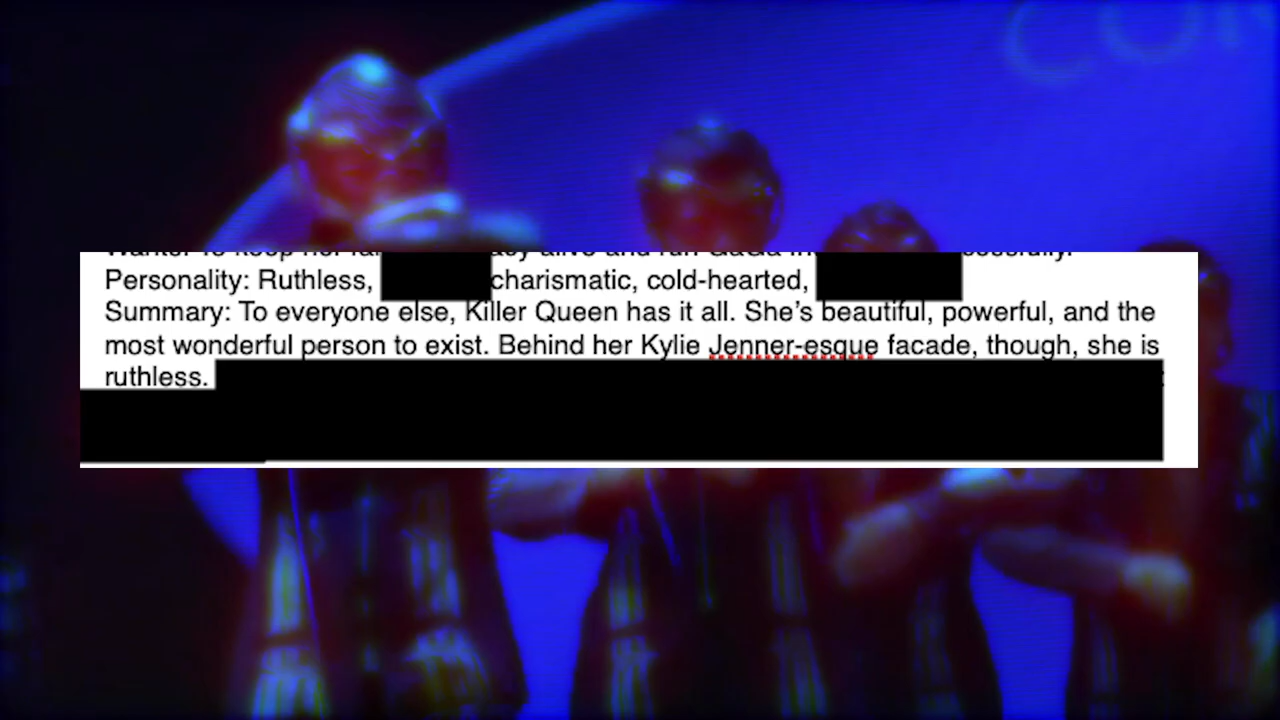 CON
Personality: Ruthless, charismatic, cold-hearted,
Summary: To everyone else, Killer Queen has it all. She’s beautiful, powerful, and the
most wonderful person to exist. Behind her Kylie Jenner-esque facade, though, she is
ruthless.